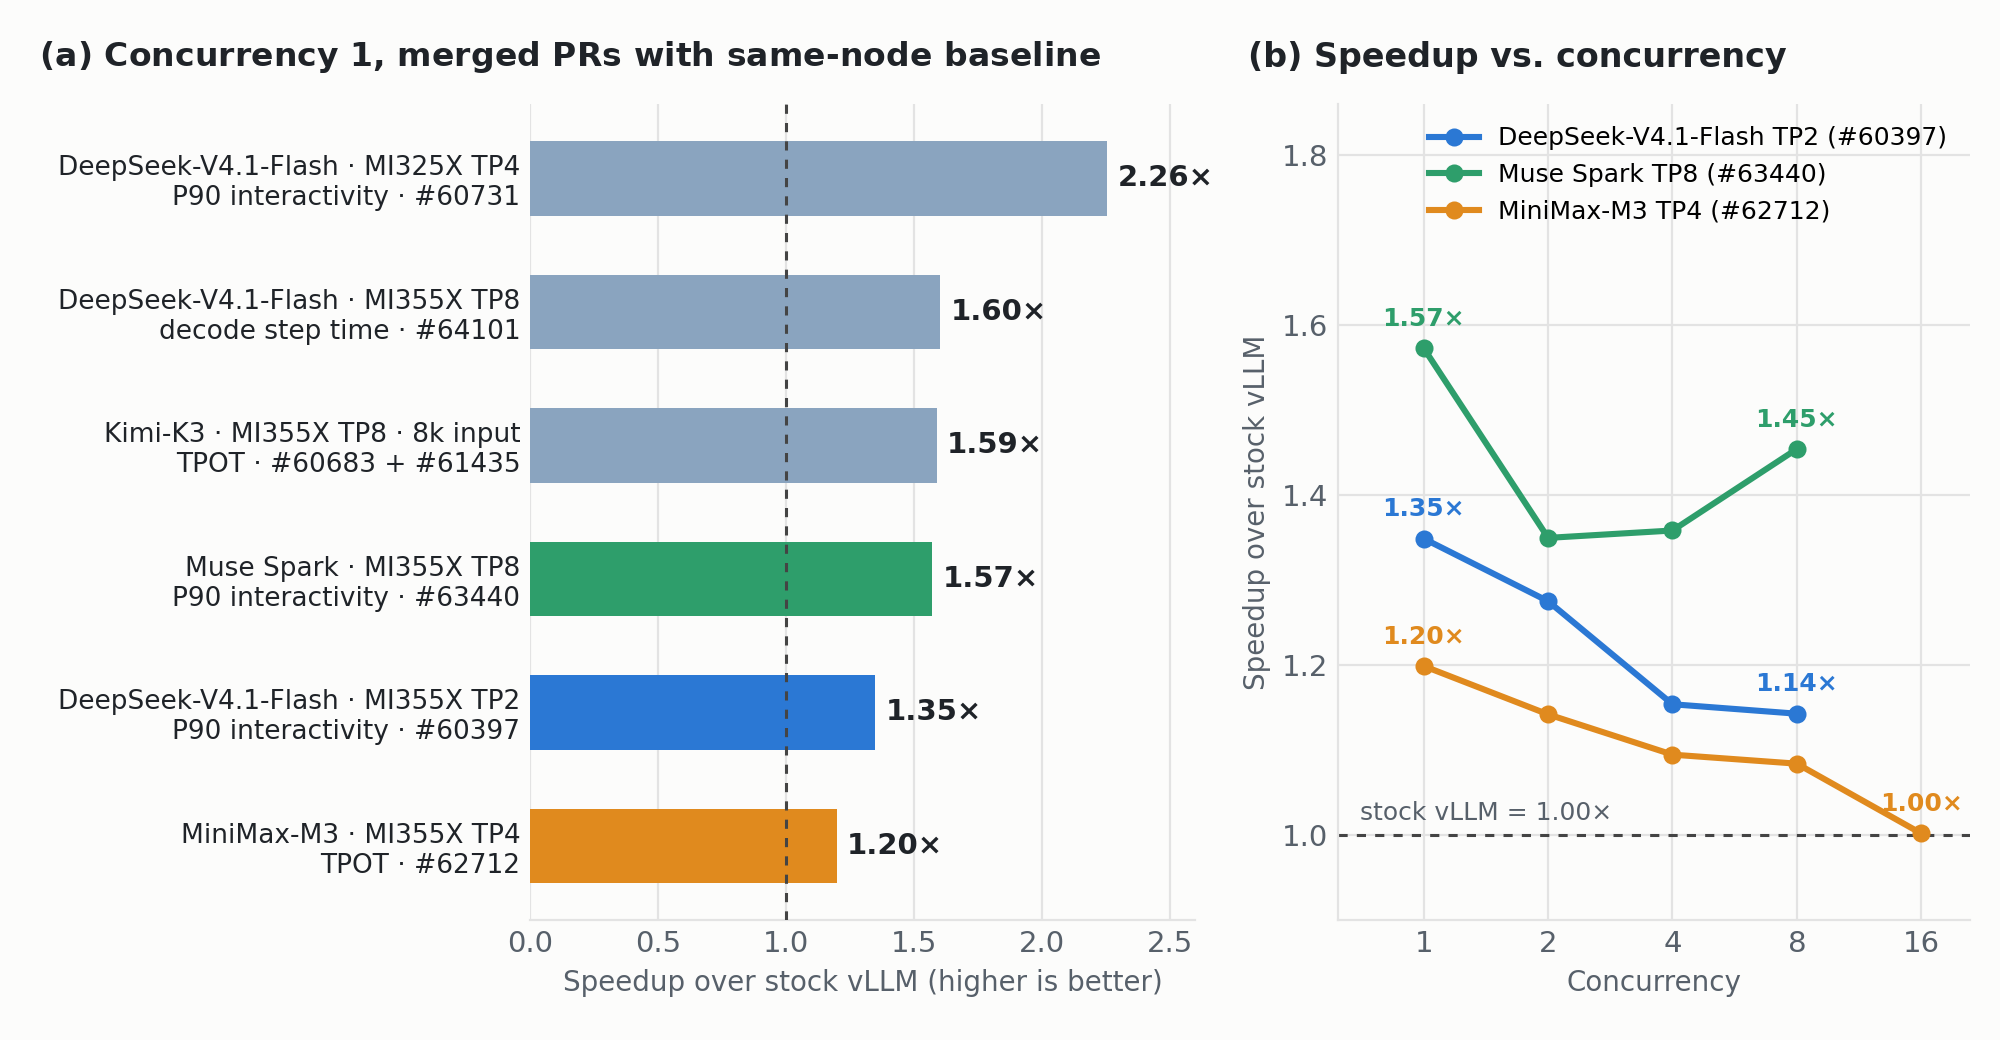 (a) Concurrency 1, merged PRs with same-node baseline
DeepSeek-V4.1-Flash · MI325X TP4
P90 interactivity · #60731
2.26×
DeepSeek-V4.1-Flash · MI355X TP8
decode step time · #64101
1.60×
Kimi-K3 · MI355X TP8 · 8k input
TPOT · #60683 + #61435
1.59×
Muse Spark · MI355X TP8
P90 interactivity · #63440
1.57×
DeepSeek-V4.1-Flash · MI355X TP2
P90 interactivity · #60397
1.35×
MiniMax-M3 · MI355X TP4
TPOT · #62712
1.20×
0.0 0.5 1.0 1.5 2.0 2.5
Speedup over stock vLLM (higher is better)
(b) Speedup vs. concurrency
DeepSeek-V4.1-Flash TP2 (#60397)
Muse Spark TP8 (#63440)
MiniMax-M3 TP4 (#62712)
Speedup over stock vLLM
1.8
1.6
1.4
1.2
1.0
1.57×
1.45×
1.35×
1.20×
1.14×
1.00×
stock vLLM = 1.00×
1 2 4 8 16
Concurrency